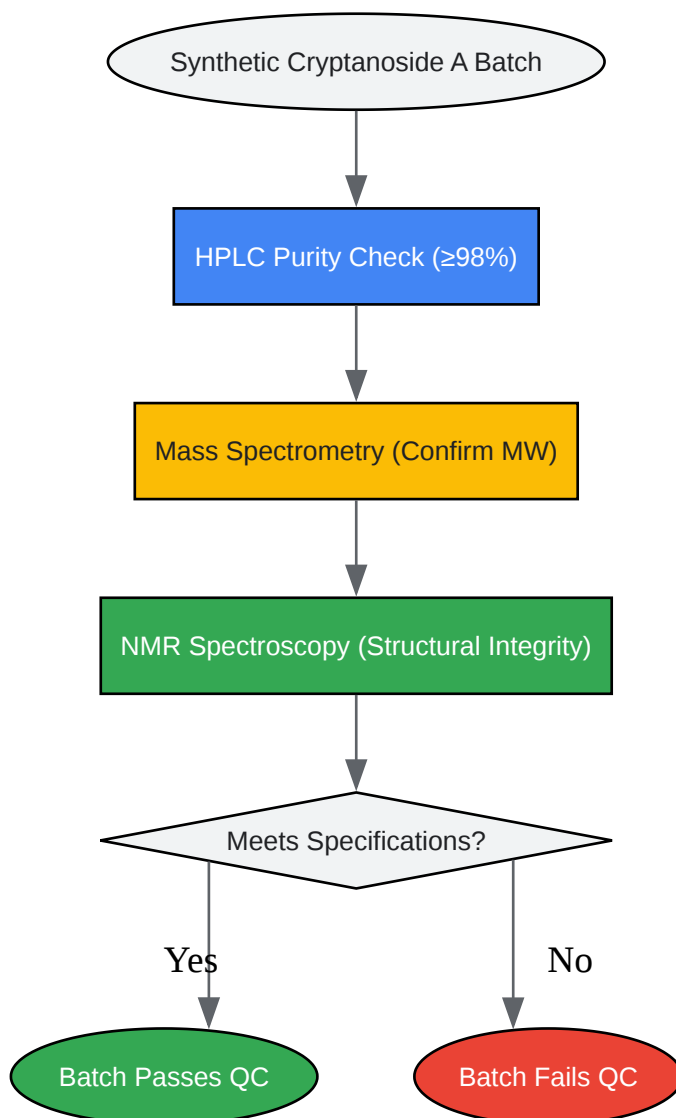 Synthetic Cryptanoside A Batch
HPLC Purity Check (≥98%)
Mass Spectrometry (Confirm MW)
NMR Spectroscopy (Structural Integrity)
Meets Specifications?
Yes
No
Batch Passes QC
Batch Fails QC